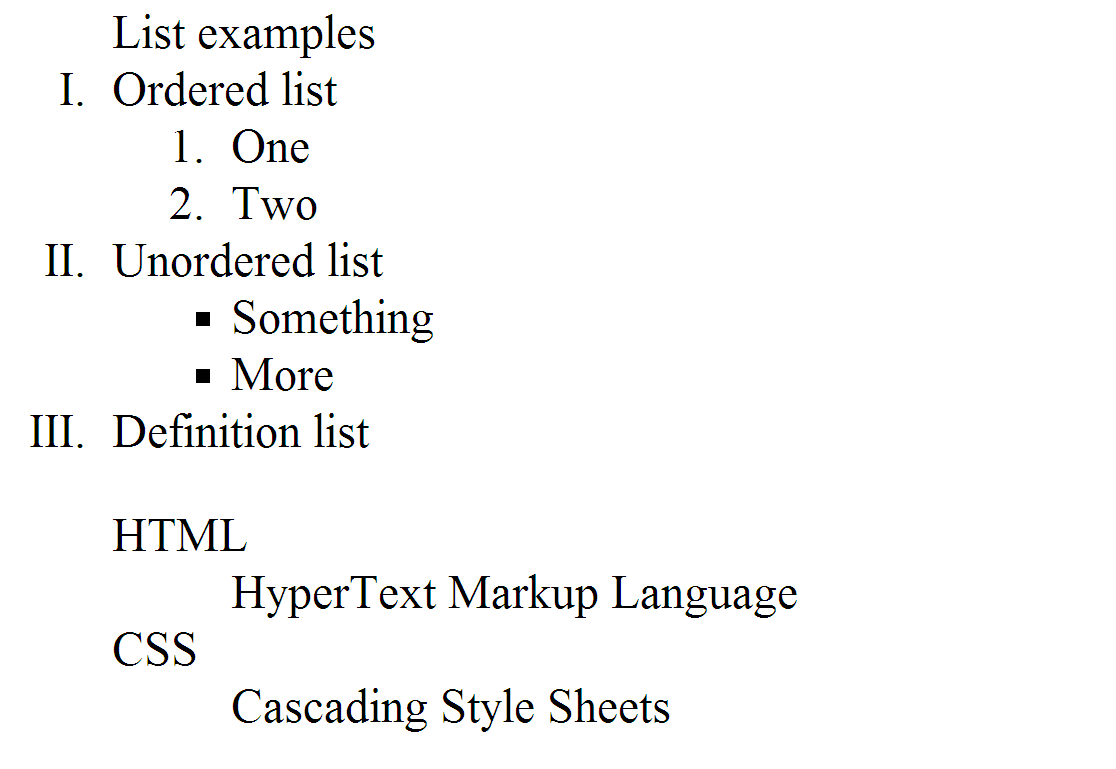 List examples
I. Ordered list
1. One
2. Two
II. Unordered list
▪ Something
▪ More
III. Definition list
HTML
HyperText Markup Language
CSS
Cascading Style Sheets